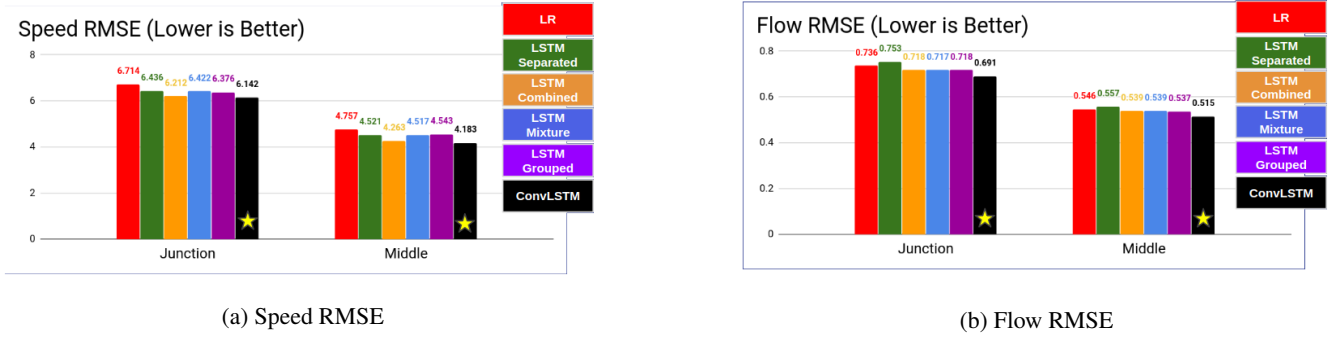 Speed RMSE (Lower is Better)
8
6
4
2
0
6.714
6.436
6.212
6.422
6.376
6.142
4.757
4.521
4.263
4.517
4.543
4.183
Junction
Middle
LR
LSTM
Separated
LSTM
Combined
LSTM
Mixture
LSTM
Grouped
ConvLSTM
(a) Speed RMSE
Flow RMSE (Lower is Better)
0.8
0.6
0.4
0.2
0
0.736
0.753
0.718
0.717
0.718
0.691
0.546
0.557
0.539
0.539
0.537
0.515
Junction
Middle
LR
LSTM
Separated
LSTM
Combined
LSTM
Mixture
LSTM
Grouped
ConvLSTM
(b) Flow RMSE